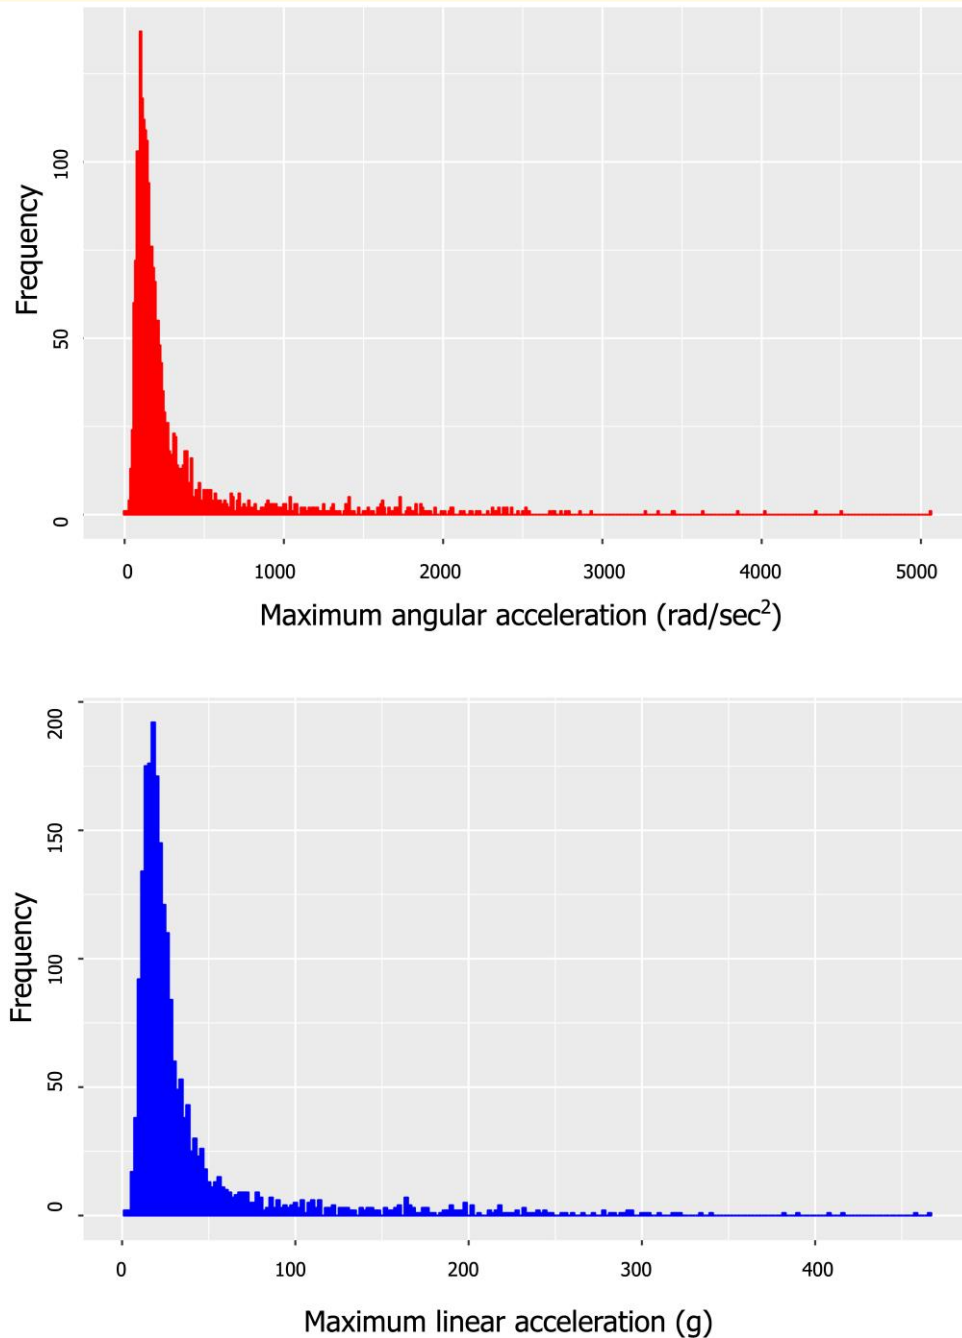 Frequency
100
50
0
0 1000 2000 3000 4000 5000
Maximum angular acceleration (rad/sec²)
Frequency
200
150
100
50
0
0 100 200 300 400
Maximum linear acceleration (g)